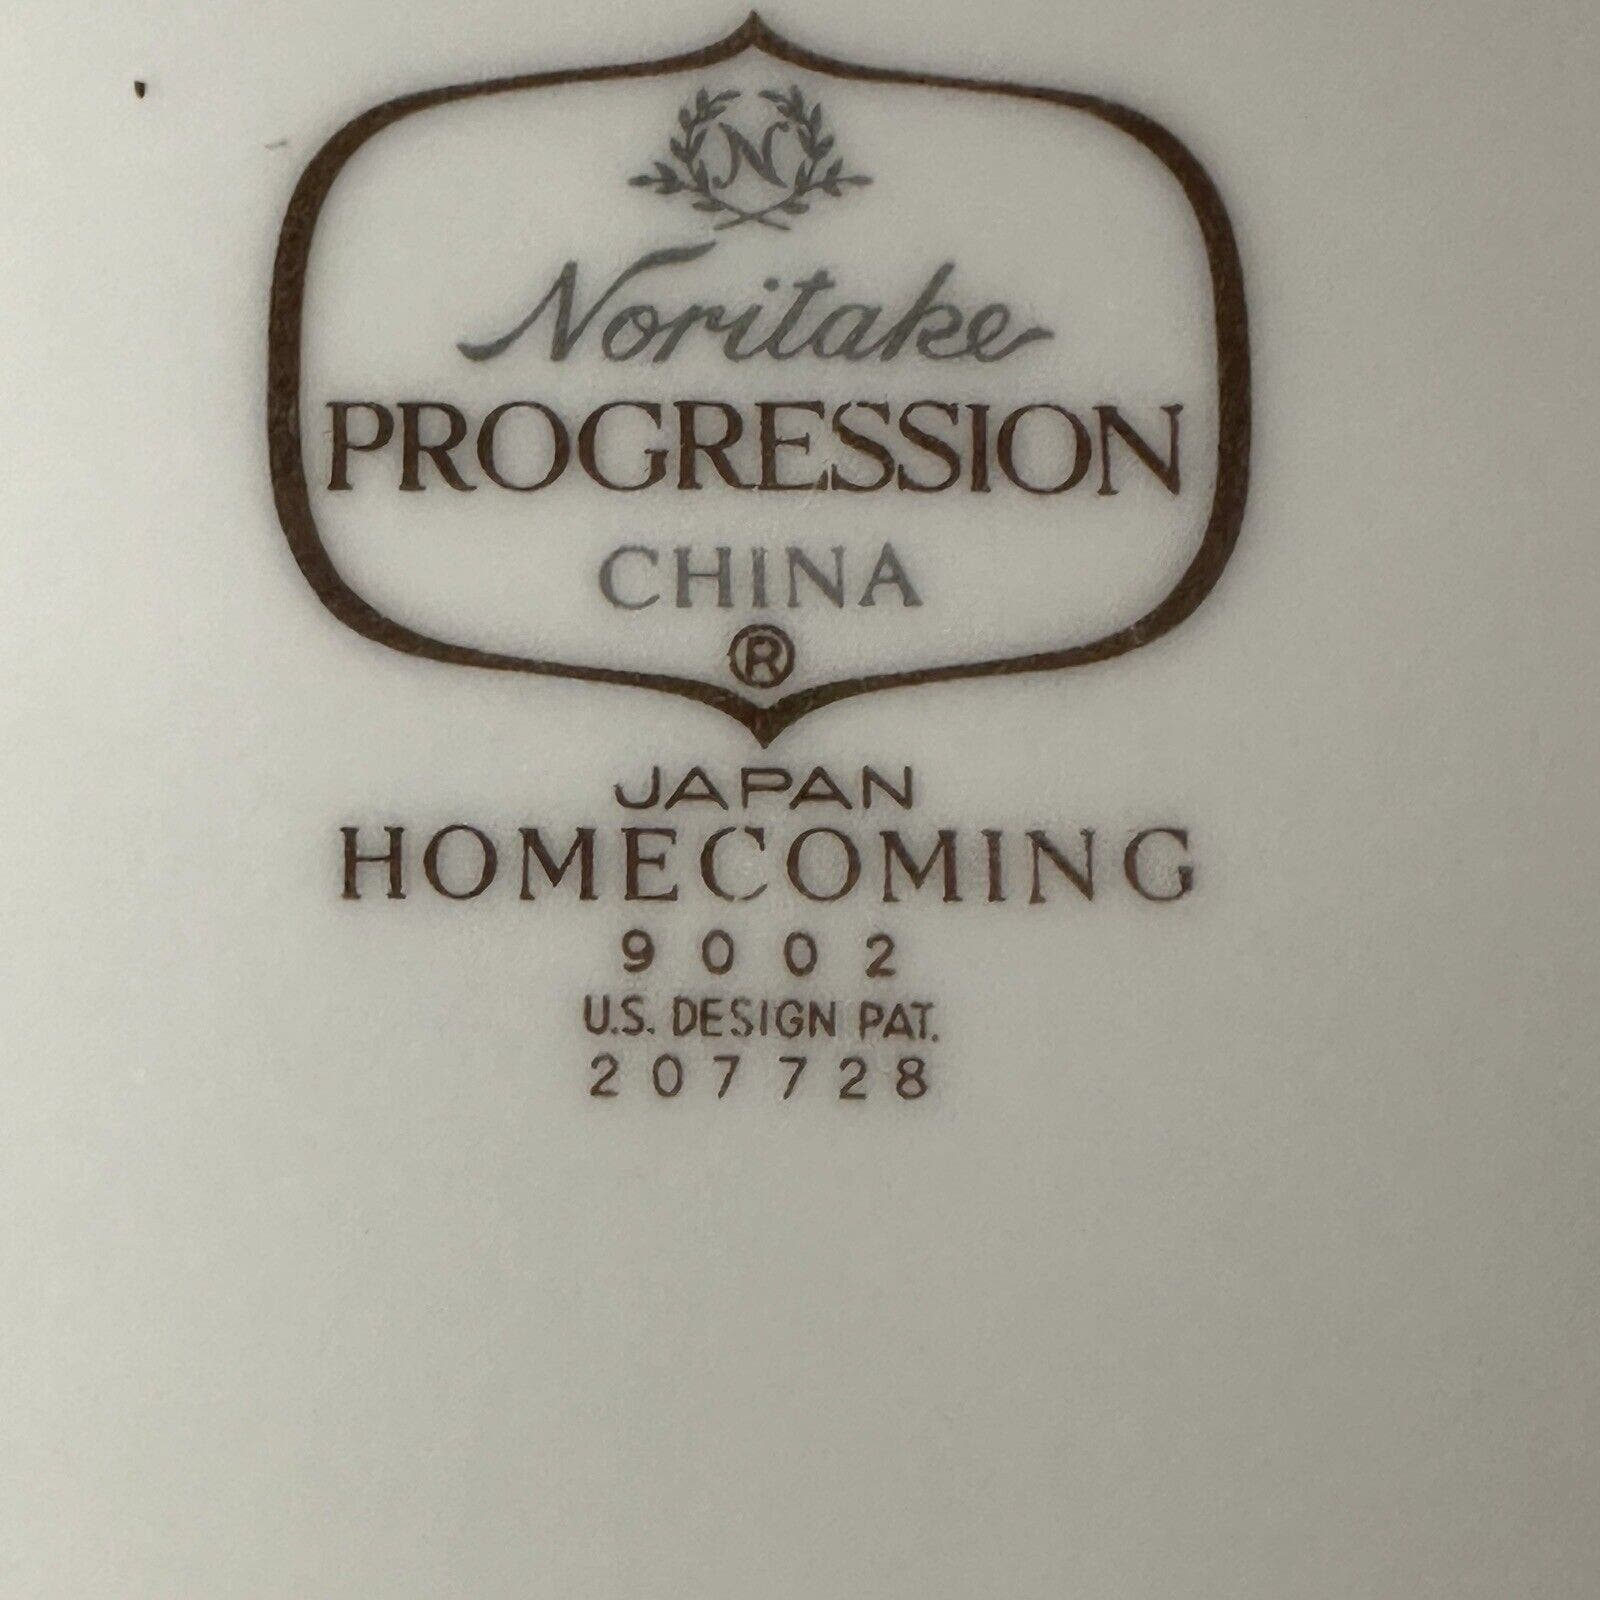 N
Noritake
PROGRESSION
CHINA
®
JAPAN
HOMECOMING
9002
U.S. DESIGN PAT.
207728